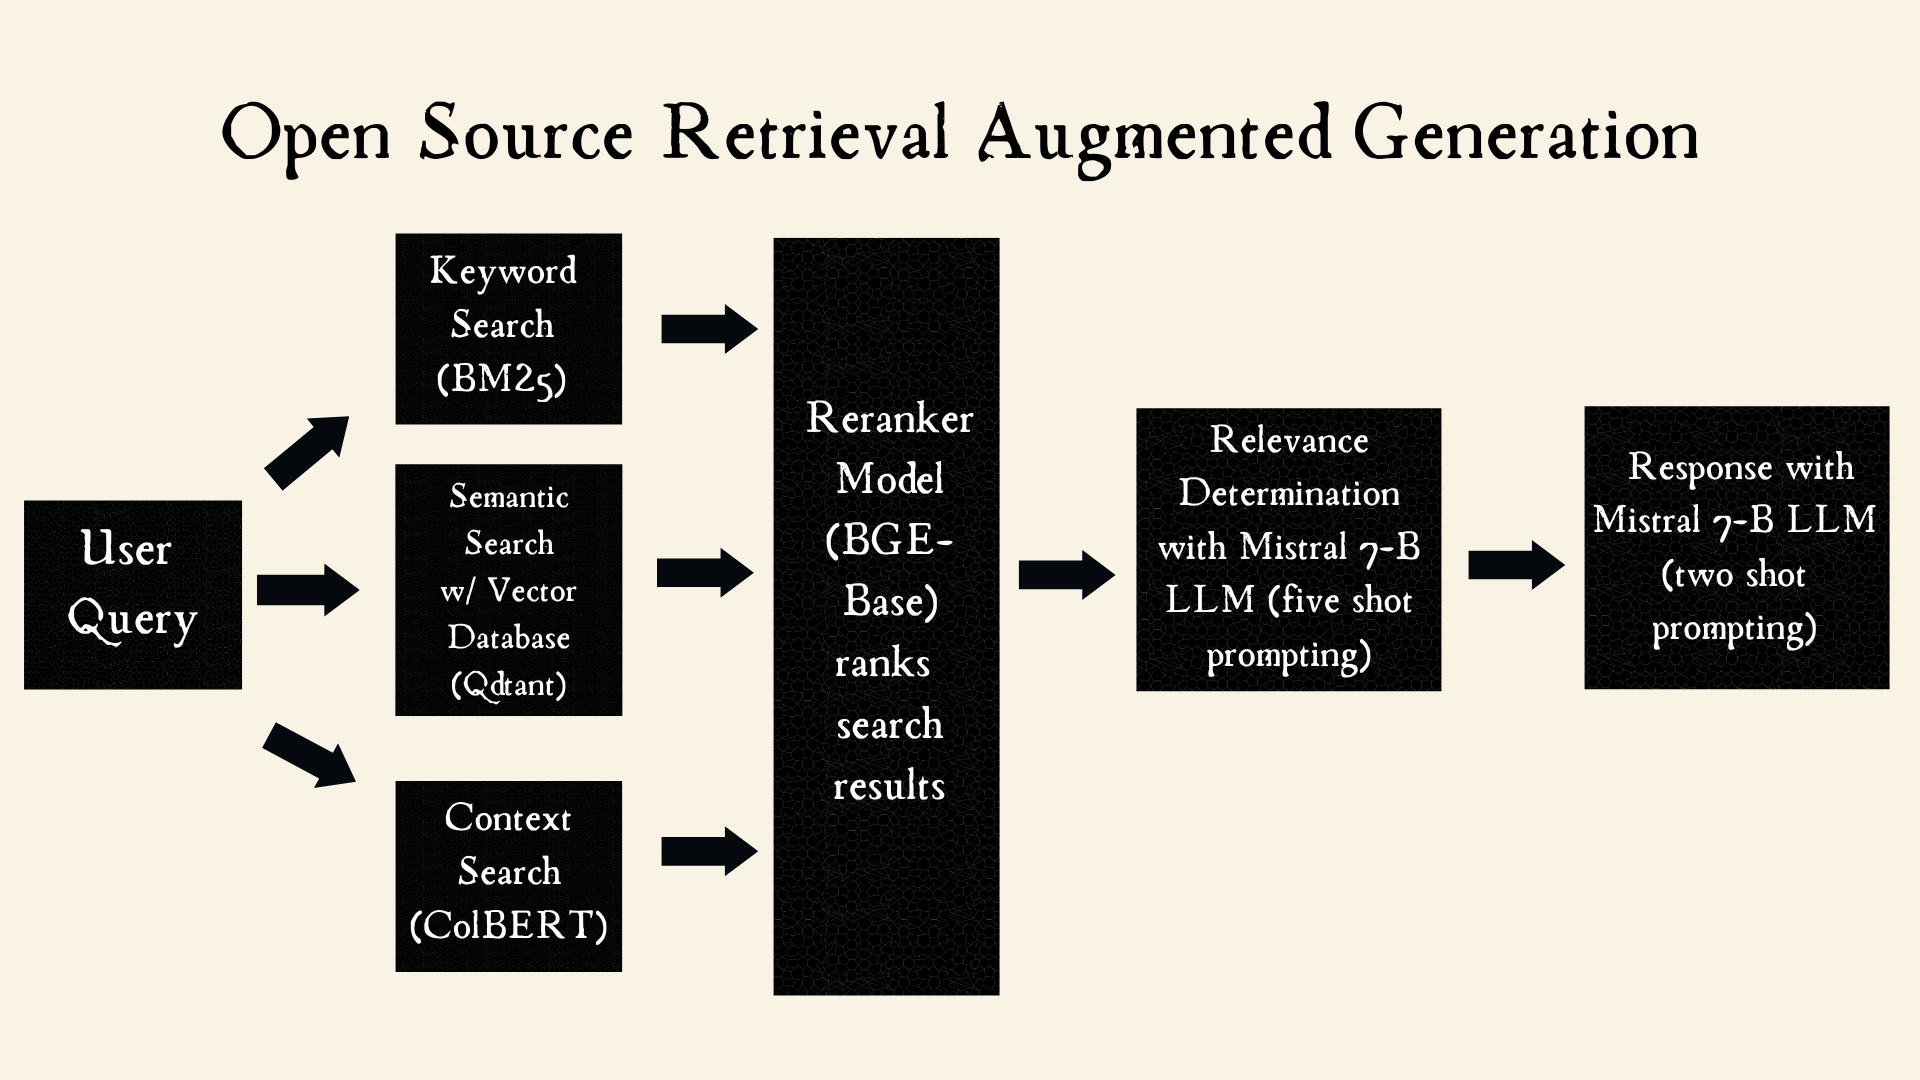 Open Source Retrieval Augmented Generation
User
Query
Keyword
Search
(BM25)
Semantic
Search
w/ Vector
Database
(Qdtant)
Context
Search
(ColBERT)
Reranker
Model
(BGE-
Base)
ranks
search
results
Relevance
Determination
with Mistral 7-B
LLM (five shot
prompting)
Response with
Mistral 7-B LLM
(two shot
prompting)